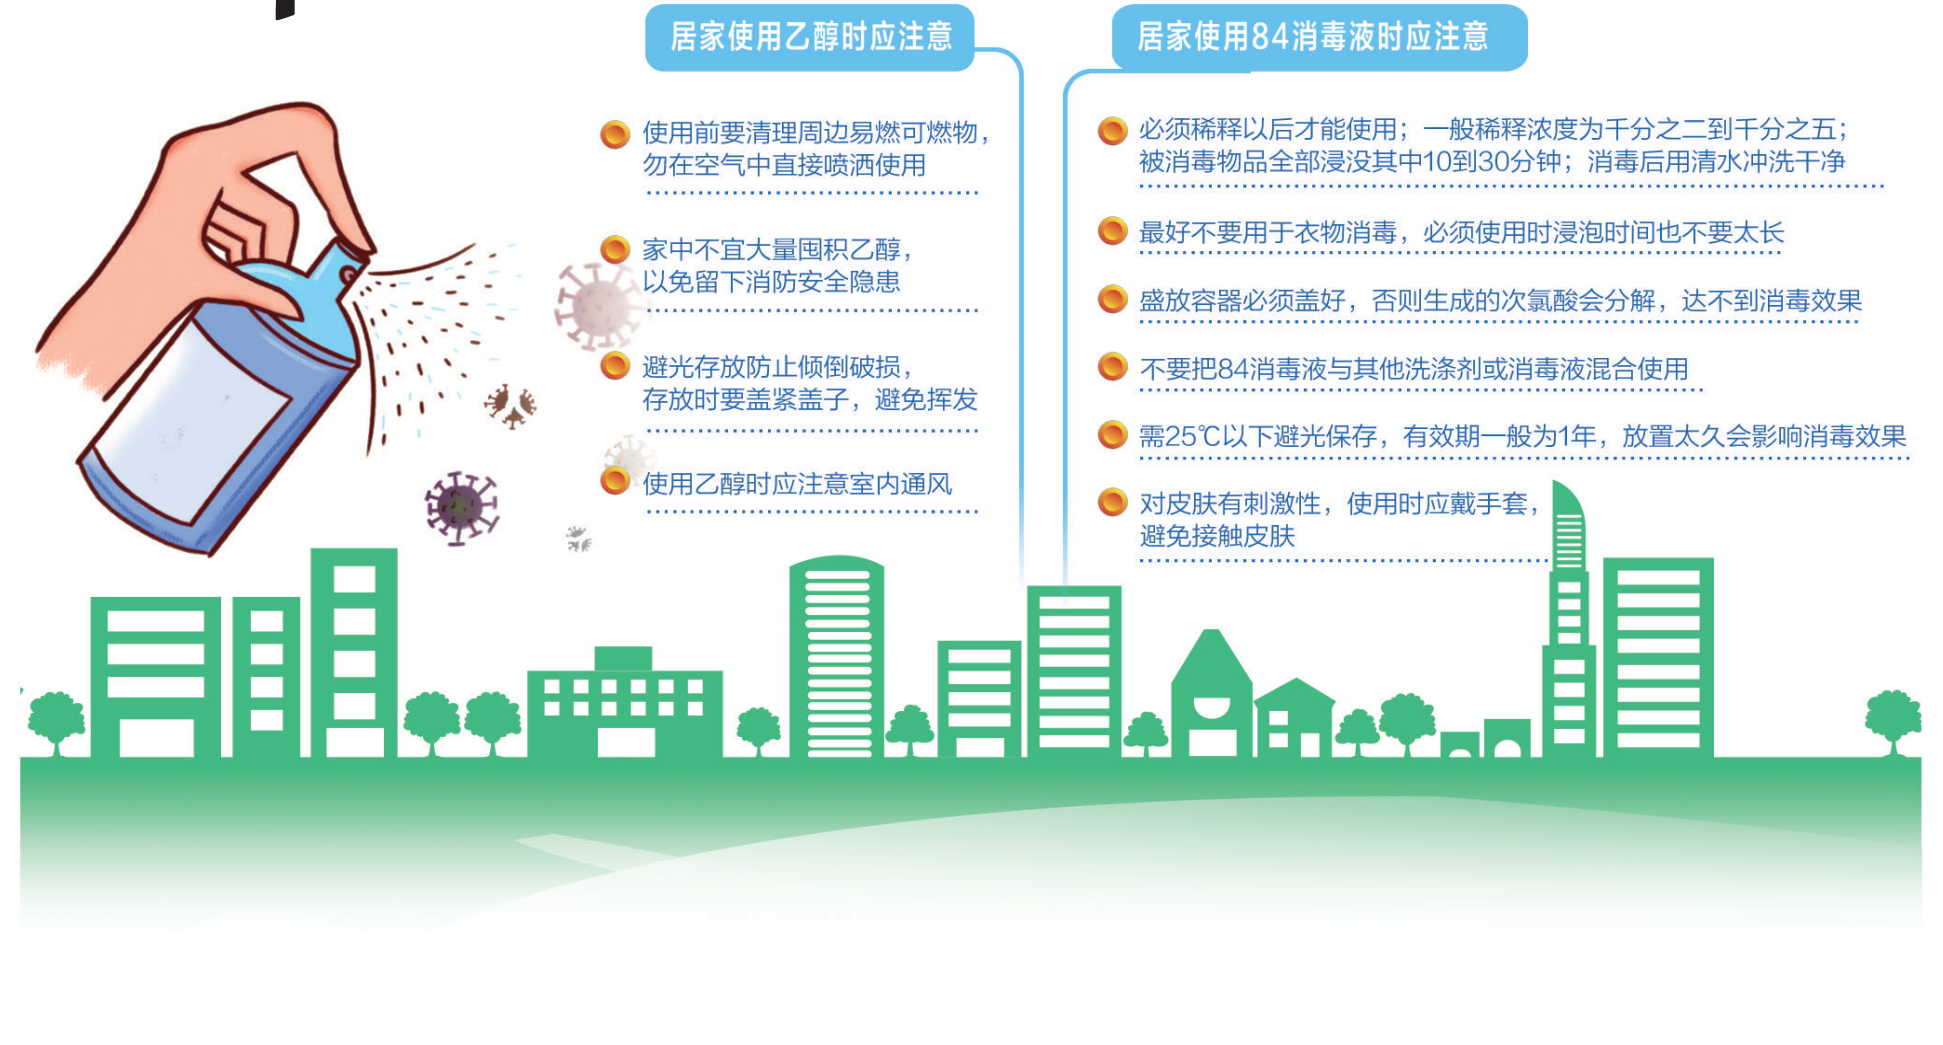 居家使用乙醇时应注意
使用前要清理周边易燃可燃物，
勿在空气中直接喷洒使用
家中不宜大量囤积乙醇，
以免留下消防安全隐患
避光存放防止倾倒破损，
存放时要盖紧盖子，避免挥发
使用乙醇时应注意室内通风
居家使用84消毒液时应注意
必须稀释以后才能使用；一般稀释浓度为千分之二到千分之五；
被消毒物品全部浸没其中10到30分钟；消毒后用清水冲洗干净
最好不要用于衣物消毒，必须使用时浸泡时间也不要太长
盛放容器必须盖好，否则生成的次氯酸会分解，达不到消毒效果
不要把84消毒液与其他洗涤剂或消毒液混合使用
需25℃以下避光保存，有效期一般为1年，放置太久会影响消毒效果
对皮肤有刺激性，使用时应戴手套，
避免接触皮肤